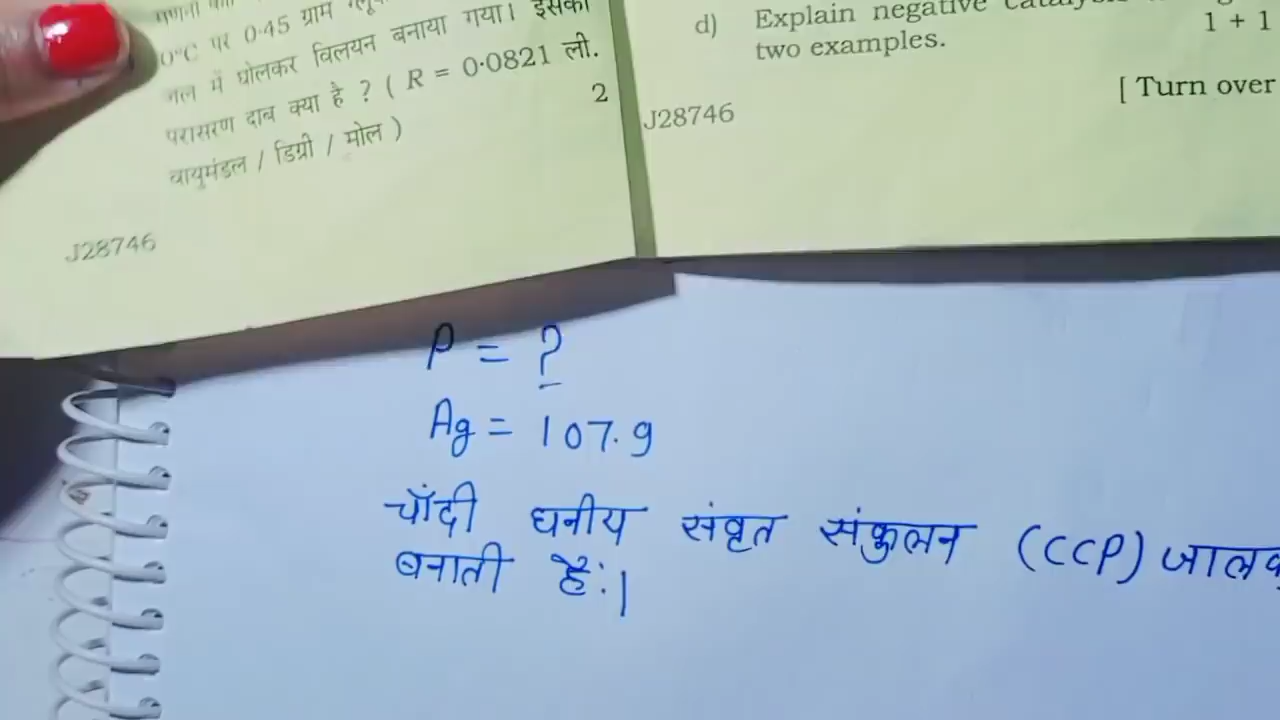 0°C पर 0·45 ग्राम
जल में घोलकर विलयन बनाया गया। इसका
परासरण दाब क्या है ? ( R = 0·0821 ली.
वायुमंडल / डिग्री / मोल )
2
J28746
d) Explain negative
two examples.
1 + 1
[ Turn over
J28746
P = ?
Ag = 107.9
चाँदी घनीय संवृत संकुलन (CCP) जालक
बनाती हैं:।